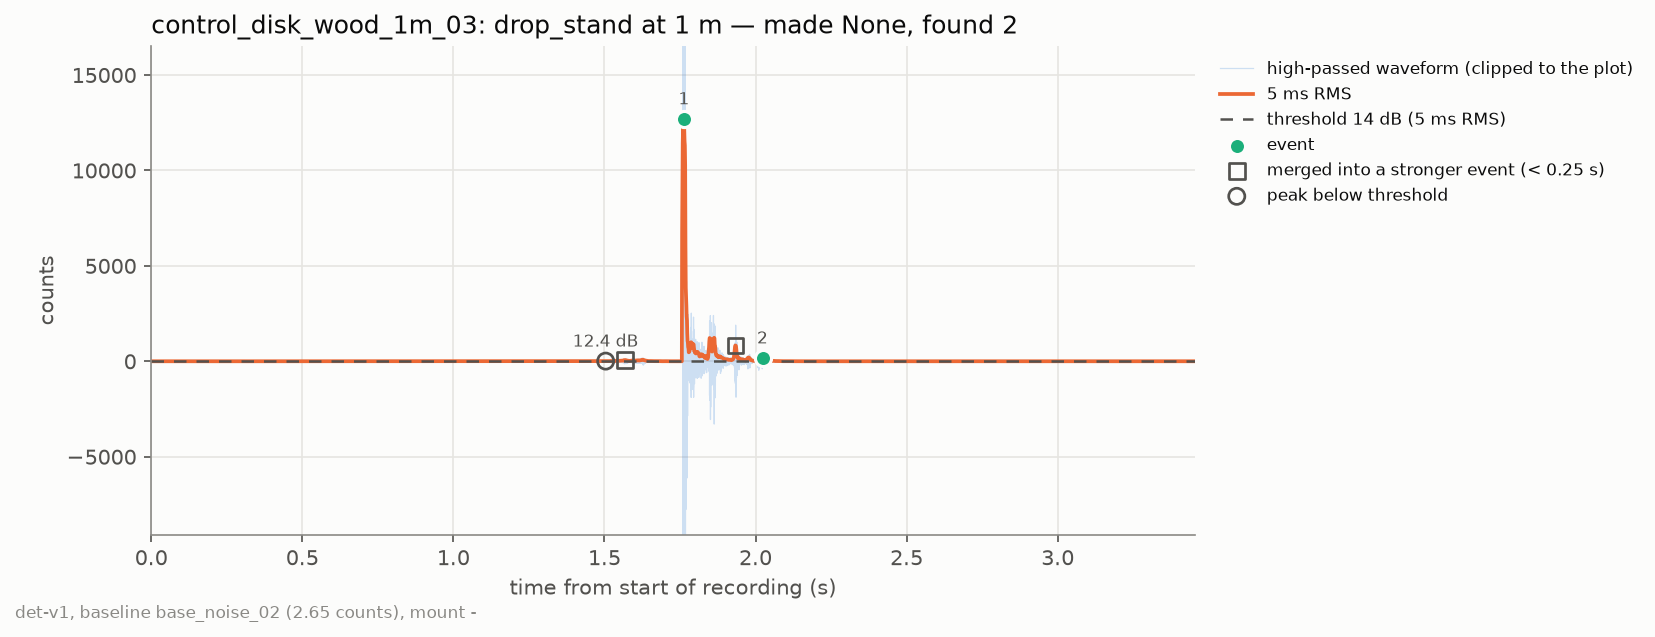 control_disk_wood_1m_03: drop_stand at 1 m — made None, found 2
high-passed waveform (clipped to the plot)
5 ms RMS
threshold 14 dB (5 ms RMS)
event
merged into a stronger event (< 0.25 s)
peak below threshold
15000
10000
5000
0
−5000
counts
1
12.4 dB
2
0.0
0.5
1.0
1.5
2.0
2.5
3.0
time from start of recording (s)
det-v1, baseline base_noise_02 (2.65 counts), mount -